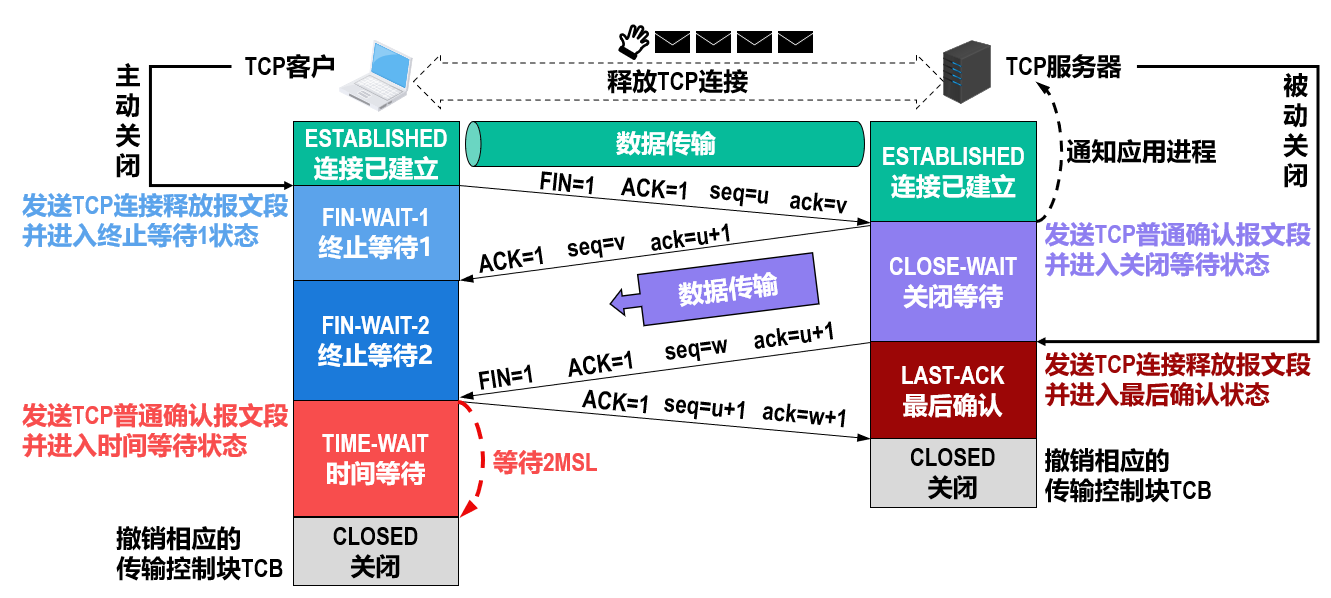 TCP客户
释放TCP连接
TCP服务器
主动关闭
被动关闭
ESTABLISHED
连接已建立
数据传输
ESTABLISHED
连接已建立
通知应用进程
FIN=1 ACK=1 seq=u ack=v
发送TCP连接释放报文段
并进入终止等待1状态
FIN-WAIT-1
终止等待1
ACK=1 seq=v ack=u+1
CLOSE-WAIT
关闭等待
发送TCP普通确认报文段
并进入关闭等待状态
数据传输
FIN-WAIT-2
终止等待2
FIN=1 ACK=1 seq=w ack=u+1
LAST-ACK
最后确认
发送TCP连接释放报文段
并进入最后确认状态
ACK=1 seq=u+1 ack=w+1
发送TCP普通确认报文段
并进入时间等待状态
TIME-WAIT
时间等待
等待2MSL
CLOSED
关闭
撤销相应的
传输控制块TCB
撤销相应的
传输控制块TCB
CLOSED
关闭